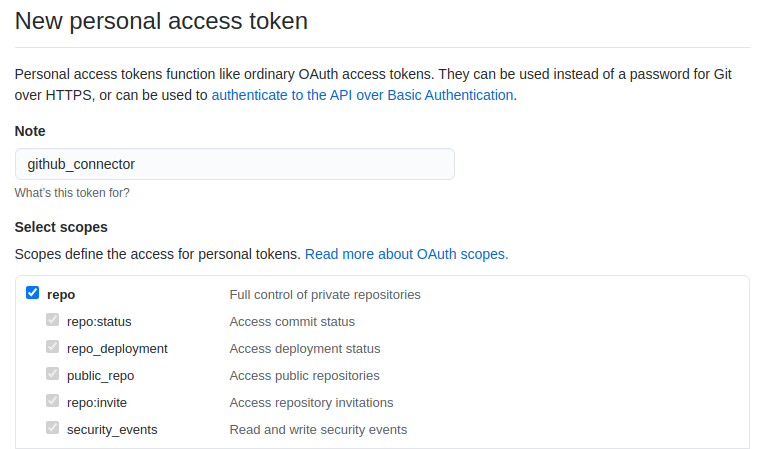 New personal access token
Personal access tokens function like ordinary OAuth access tokens. They can be used instead of a password for Git
over HTTPS, or can be used to authenticate to the API over Basic Authentication.
Note
github_connector
What's this token for?
Select scopes
Scopes define the access for personal tokens. Read more about OAuth scopes.
repo Full control of private repositories
repo:status Access commit status
repo_deployment Access deployment status
public_repo Access public repositories
repo:invite Access repository invitations
security_events Read and write security events